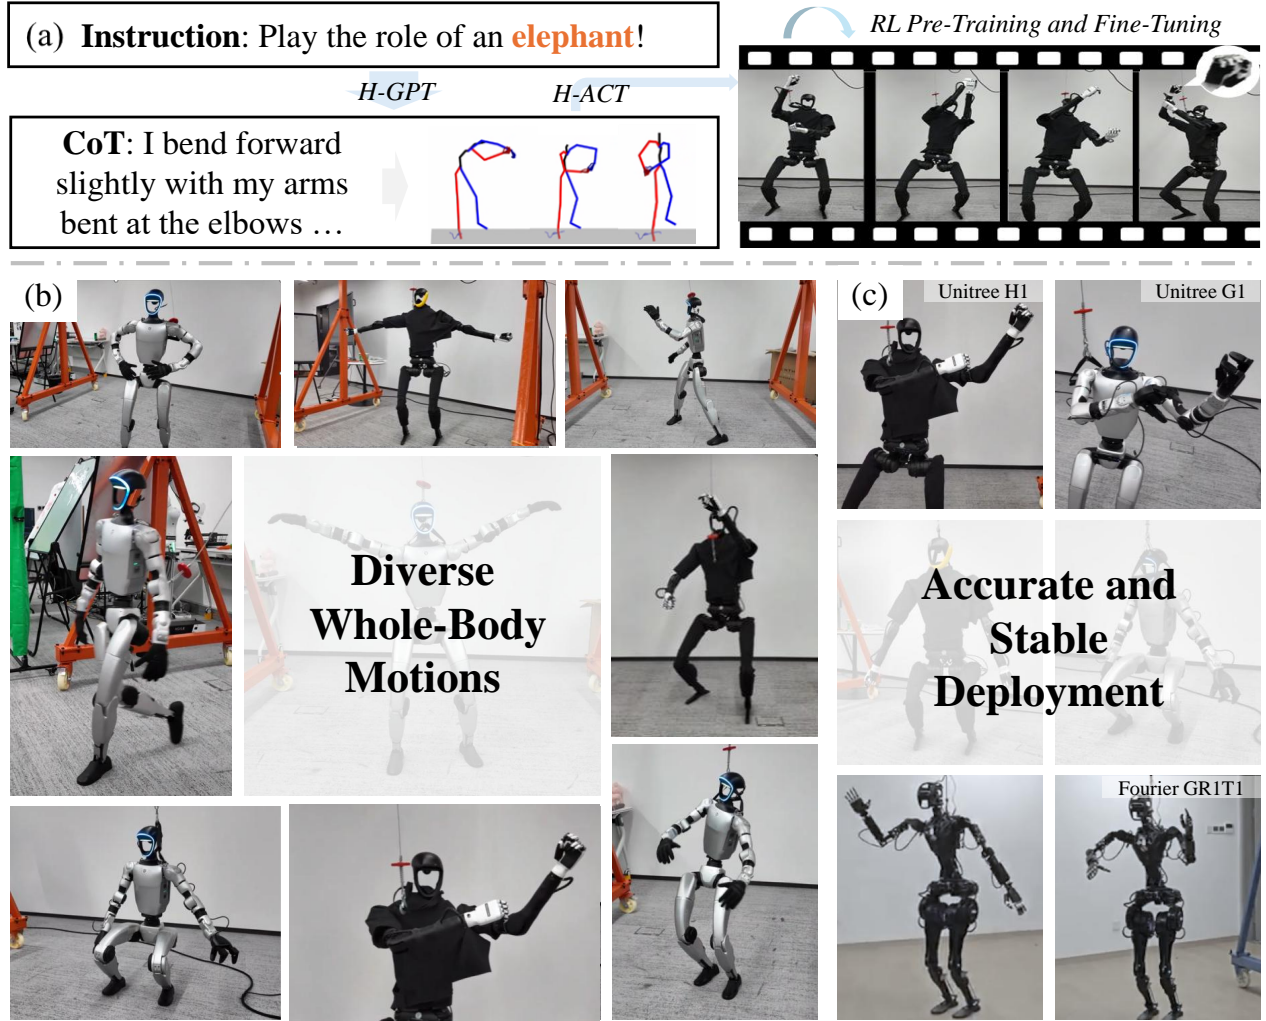 (a) Instruction: Play the role of an elephant!
H-GPT
H-ACT
RL Pre-Training and Fine-Tuning
CoT: I bend forward
slightly with my arms
bent at the elbows …
(b)
Diverse
Whole-Body
Motions
(c)
Unitree H1
Unitree G1
Accurate and
Stable
Deployment
Fourier GR1T1